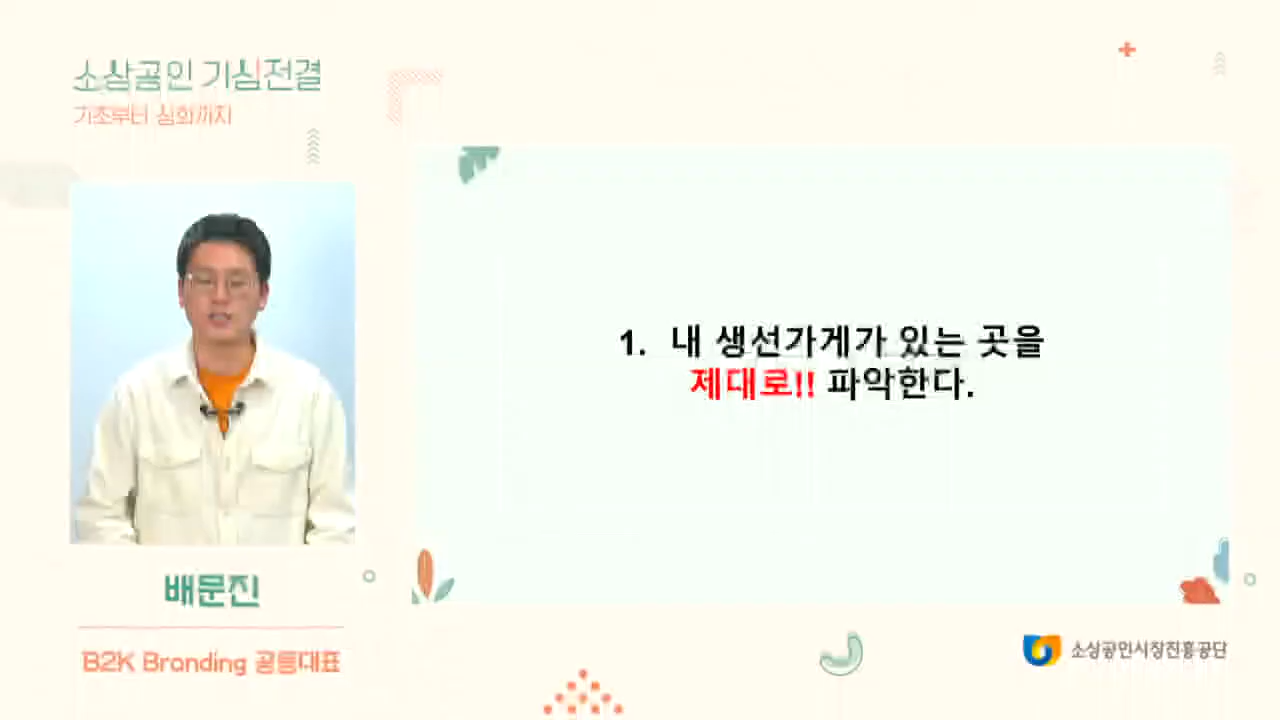 소상공인 기심전결
기초부터 심화까지
1. 내 생선가게가 있는 곳을
제대로!! 파악한다.
배문진
B2K Branding 공동대표
소상공인시장진흥공단